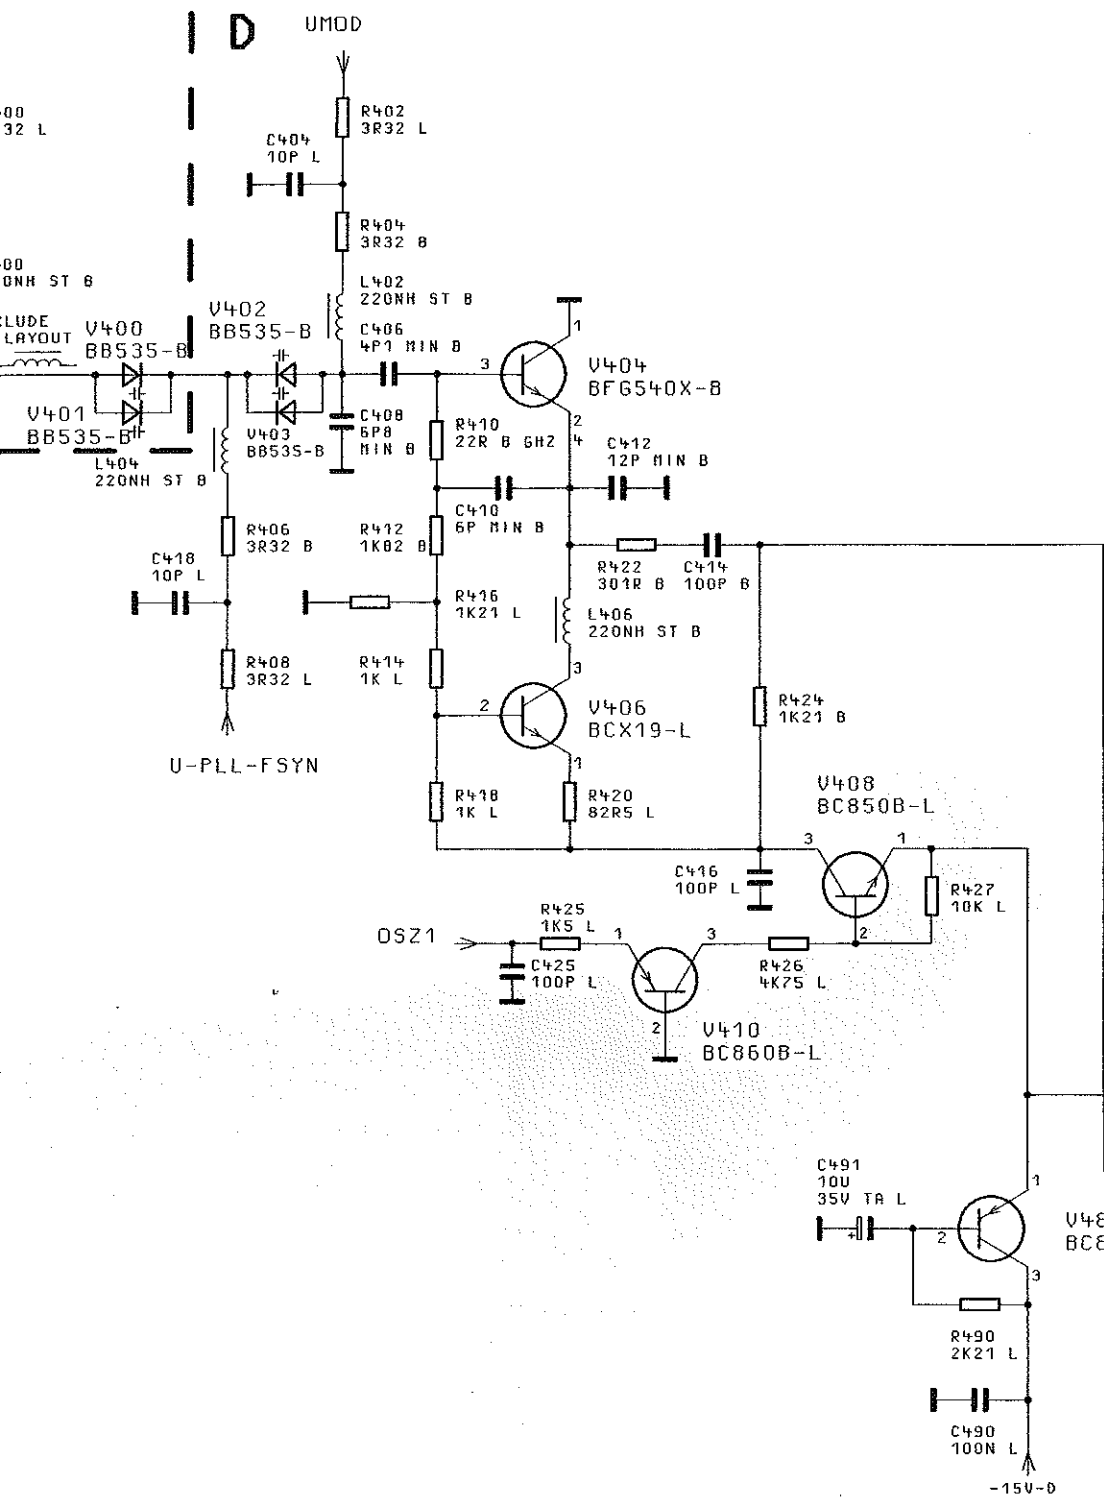 D
UMOD
R402
3R32 L
C404
10P L
R404
3R32 B
L402
220NH ST B
ST B
LAYOUT
V400
BB535-B
V401
BB535-B
V402
BB535-B
V403
BB535-B
C406
4P1 MIN B
C408
6P8
MIN B
1
3
2
4
V404
BFG540X-B
R410
22R B GHZ
C412
12P MIN B
C410
6P MIN B
L404
220NH ST B
R406
3R32 B
R412
1K82 B
C418
10P L
R422
301R B
C414
100P B
R416
1K21 L
L406
220NH ST B
R408
3R32 L
R414
1K L
3
2
1
V406
BCX19-L
R424
1K21 B
U-PLL-FSYN
R418
1K L
R420
82R5 L
V408
BC850B-L
3
1
2
C416
100P L
R427
10K L
OSZ1
R425
1K5 L
1
3
2
C425
100P L
R426
4K75 L
V410
BC860B-L
C491
10U
35V TA L
+
1
2
3
R490
2K21 L
C490
100N L
-15V-D